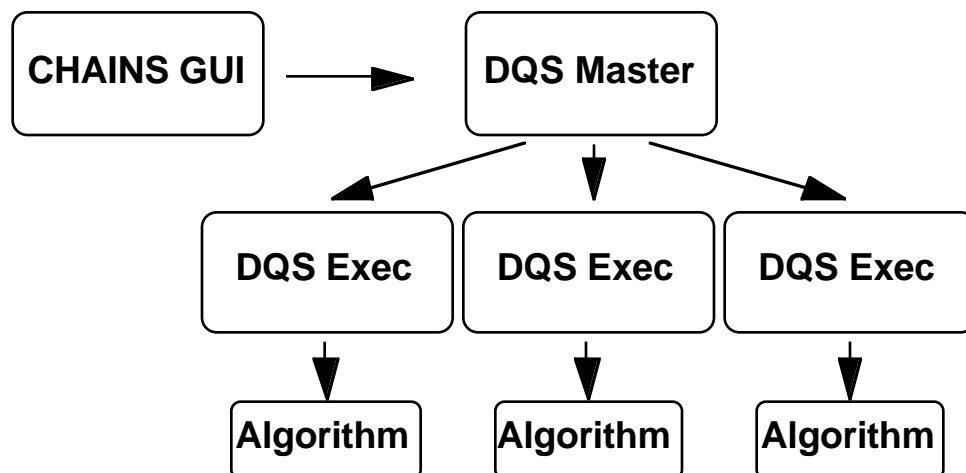 CHAINS GUI
DQS Master
DQS Exec
DQS Exec
DQS Exec
Algorithm
Algorithm
Algorithm